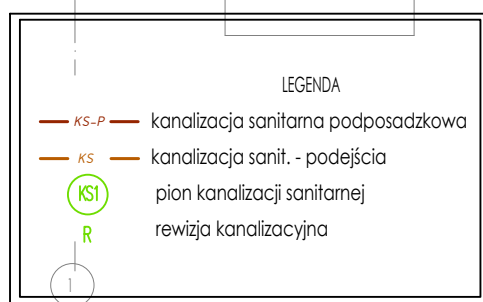 LEGENDA
KS-P kanalizacja sanitarna podposadzkowa
KS kanalizacja sanit. - podejścia
KS1 pion kanalizacji sanitarnej
R rewizja kanalizacyjna
1